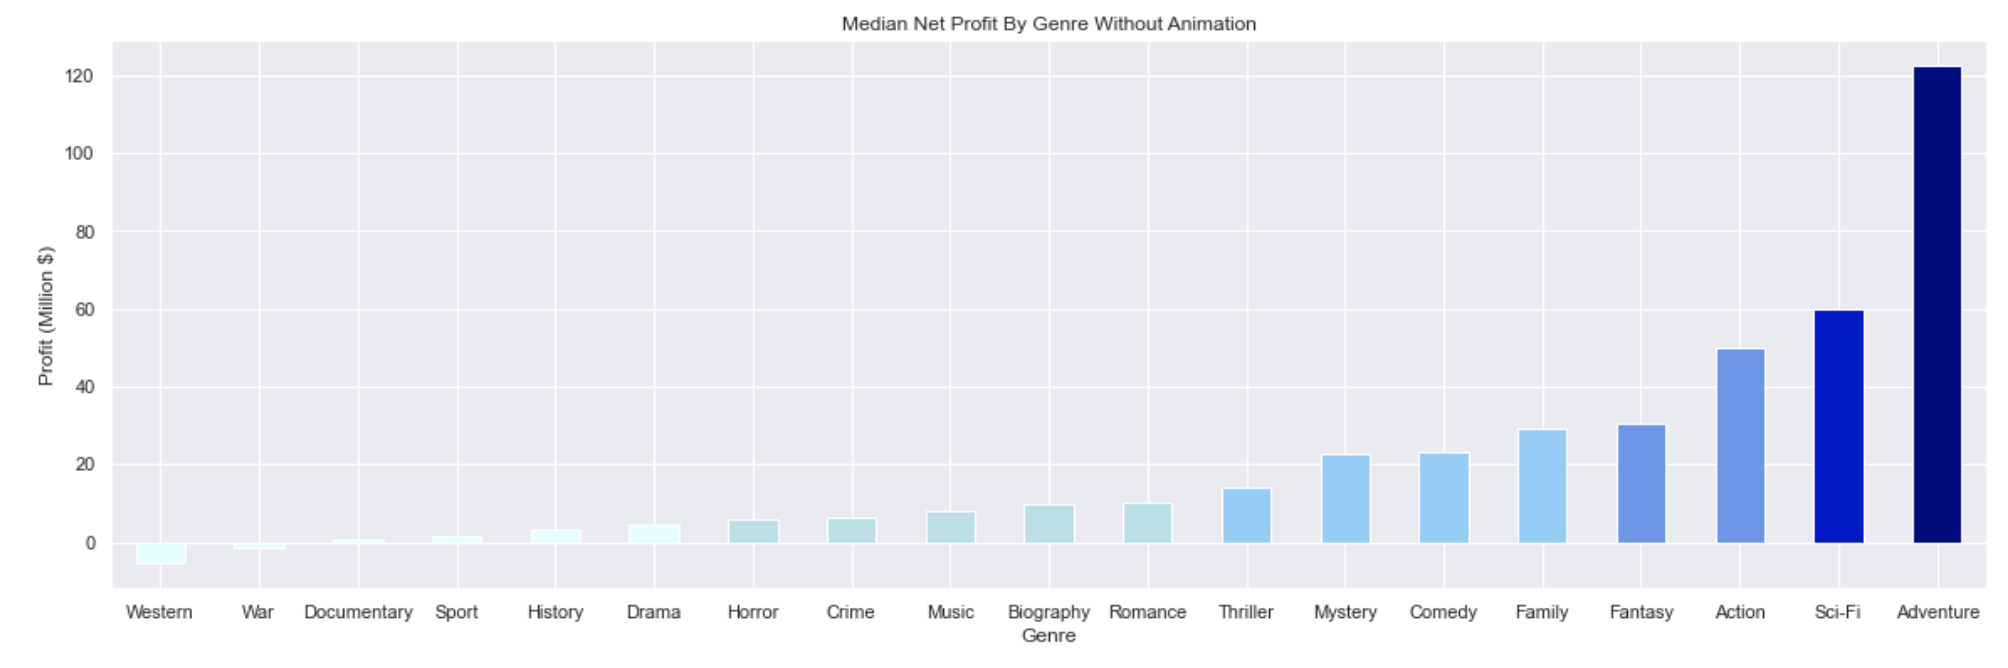 Median Net Profit By Genre Without Animation
Profit (Million $)
120
100
80
60
40
20
0
Western War Documentary Sport History Drama Horror Crime Music Biography Romance Thriller Mystery Comedy Family Fantasy Action Sci-Fi Adventure
Genre